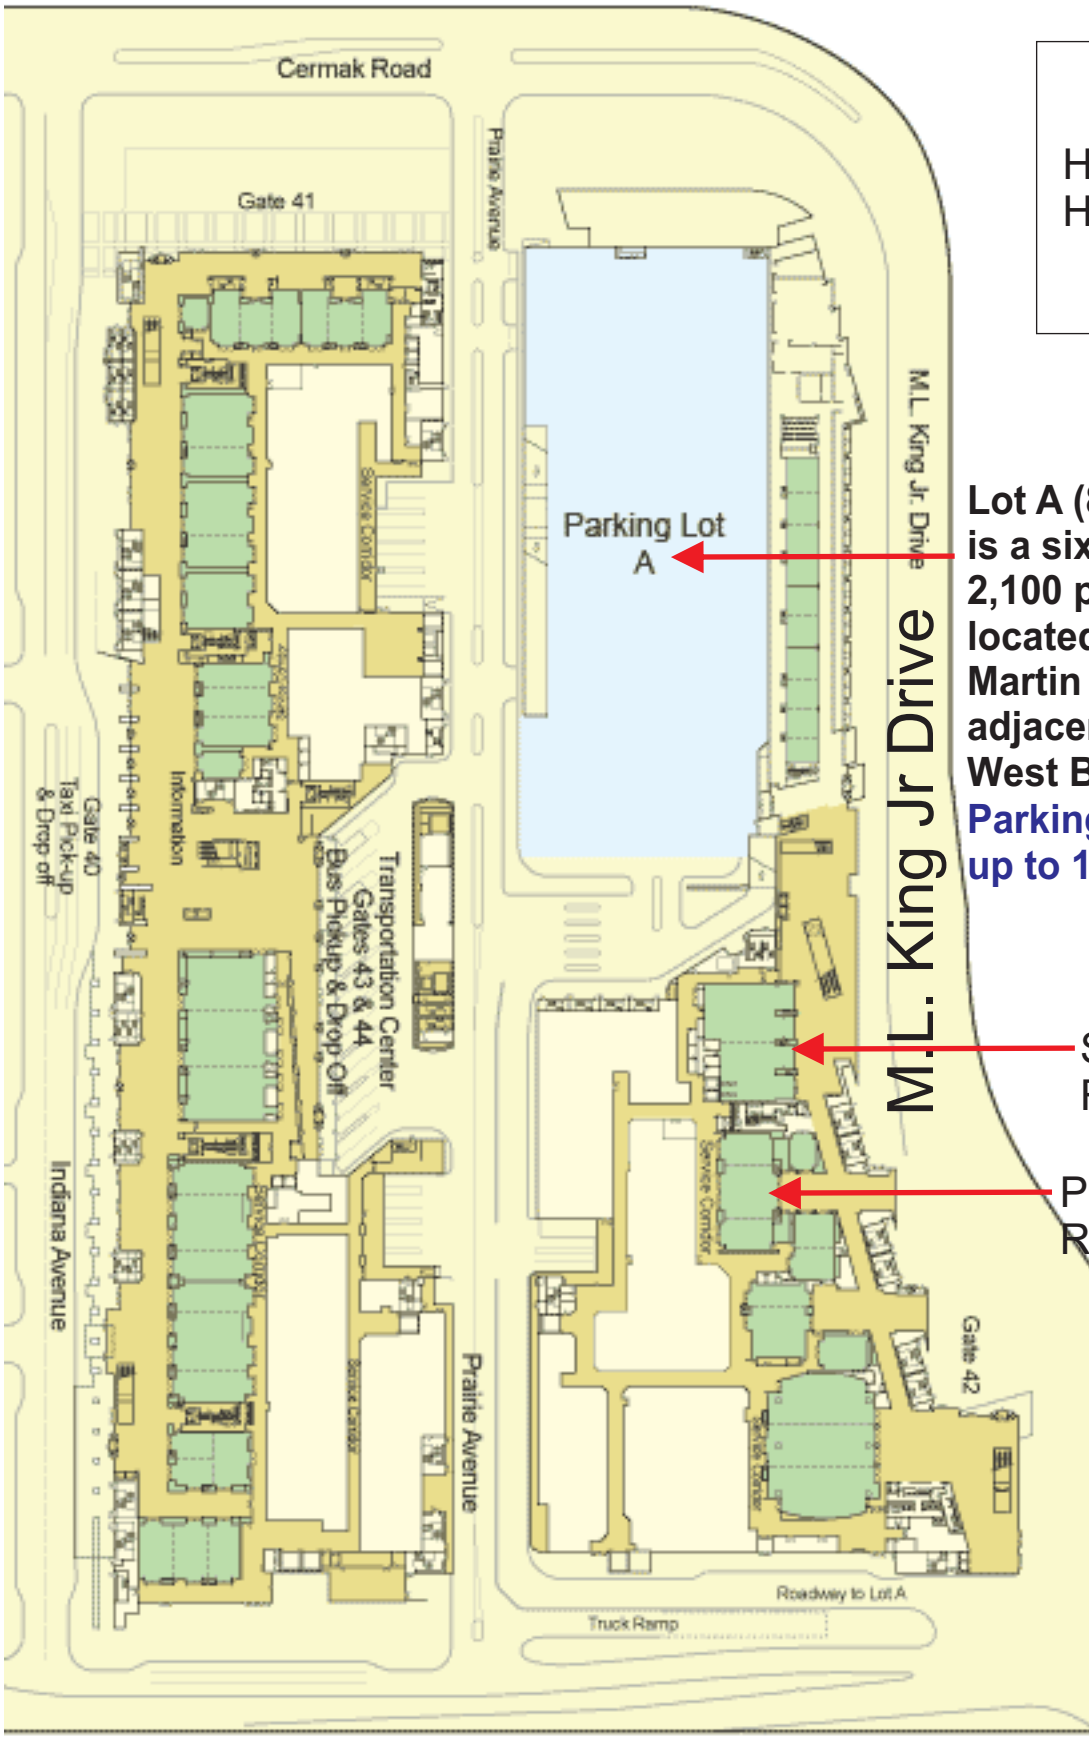 Cermak Road
Gate 41
Prairie Avenue
H
H
M.L. King Jr. Drive
Service Corridor
Parking Lot
A
Lot A (8
is a six
2,100 p
located
Martin
adjacen
West B
Parking
up to 1
M.L. King Jr Drive
Information
Gate 40
Taxi Pick-up
& Drop off
Transportation Center
Gates 43 & 44
Bus Pickup & Drop Off
S
R
P
R
Service Corridor
Service Corridor
Indiana Avenue
Gate 42
Prairie Avenue
Service Corridor
Service Corridor
Roadway to Lot A
Truck Ramp